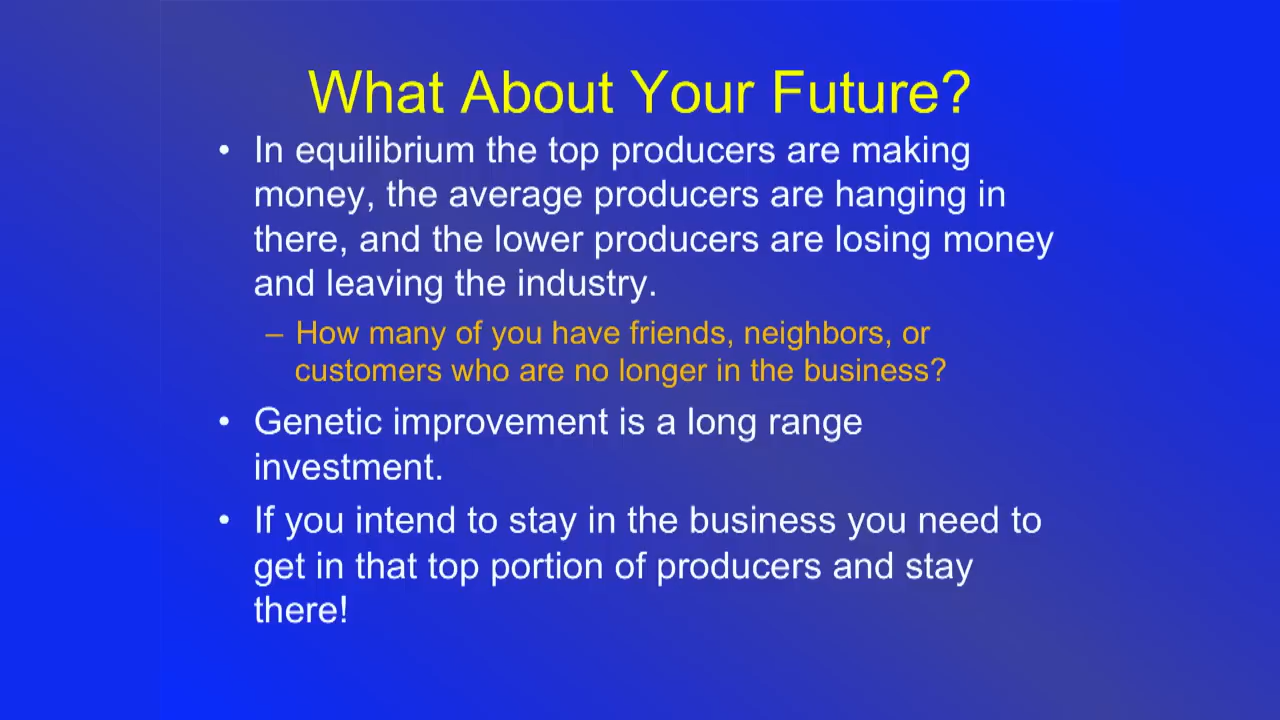 What About Your Future?
• In equilibrium the top producers are making
money, the average producers are hanging in
there, and the lower producers are losing money
and leaving the industry.
– How many of you have friends, neighbors, or
customers who are no longer in the business?
• Genetic improvement is a long range
investment.
• If you intend to stay in the business you need to
get in that top portion of producers and stay
there!